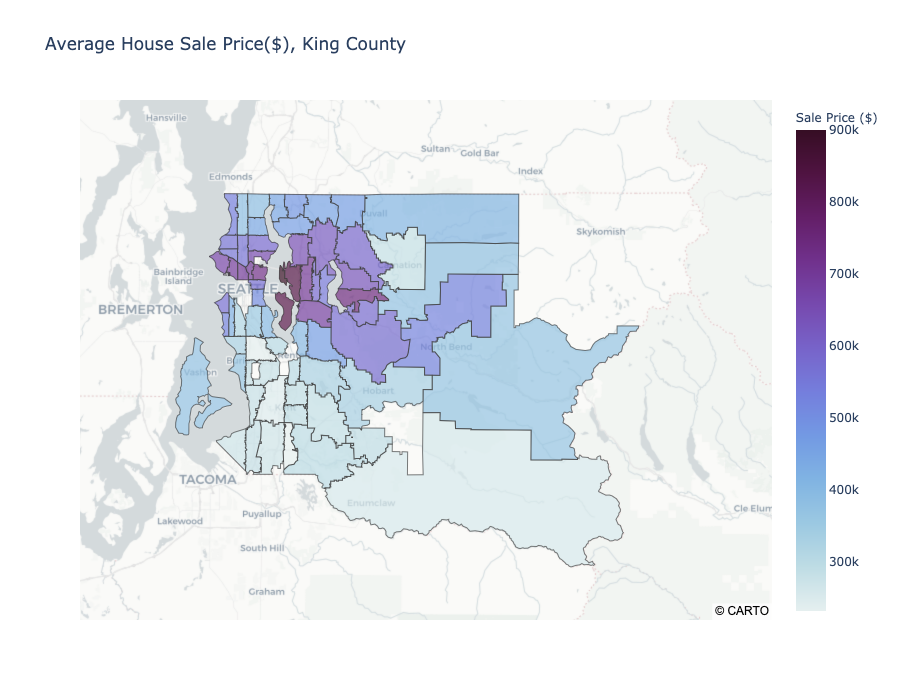 Average House Sale Price($), King County
Sale Price ($)
900k
800k
700k
600k
500k
400k
300k
Hansville
Sultan
Gold Bar
Index
Edmonds
Duvall
Skykomish
Bainbridge
Island
SEATTLE
BREMERTON
North Bend
Vashon
Hobart
TACOMA
Enumclaw
Lakewood
Puyallup
Cle Elum
South Hill
Graham
© CARTO